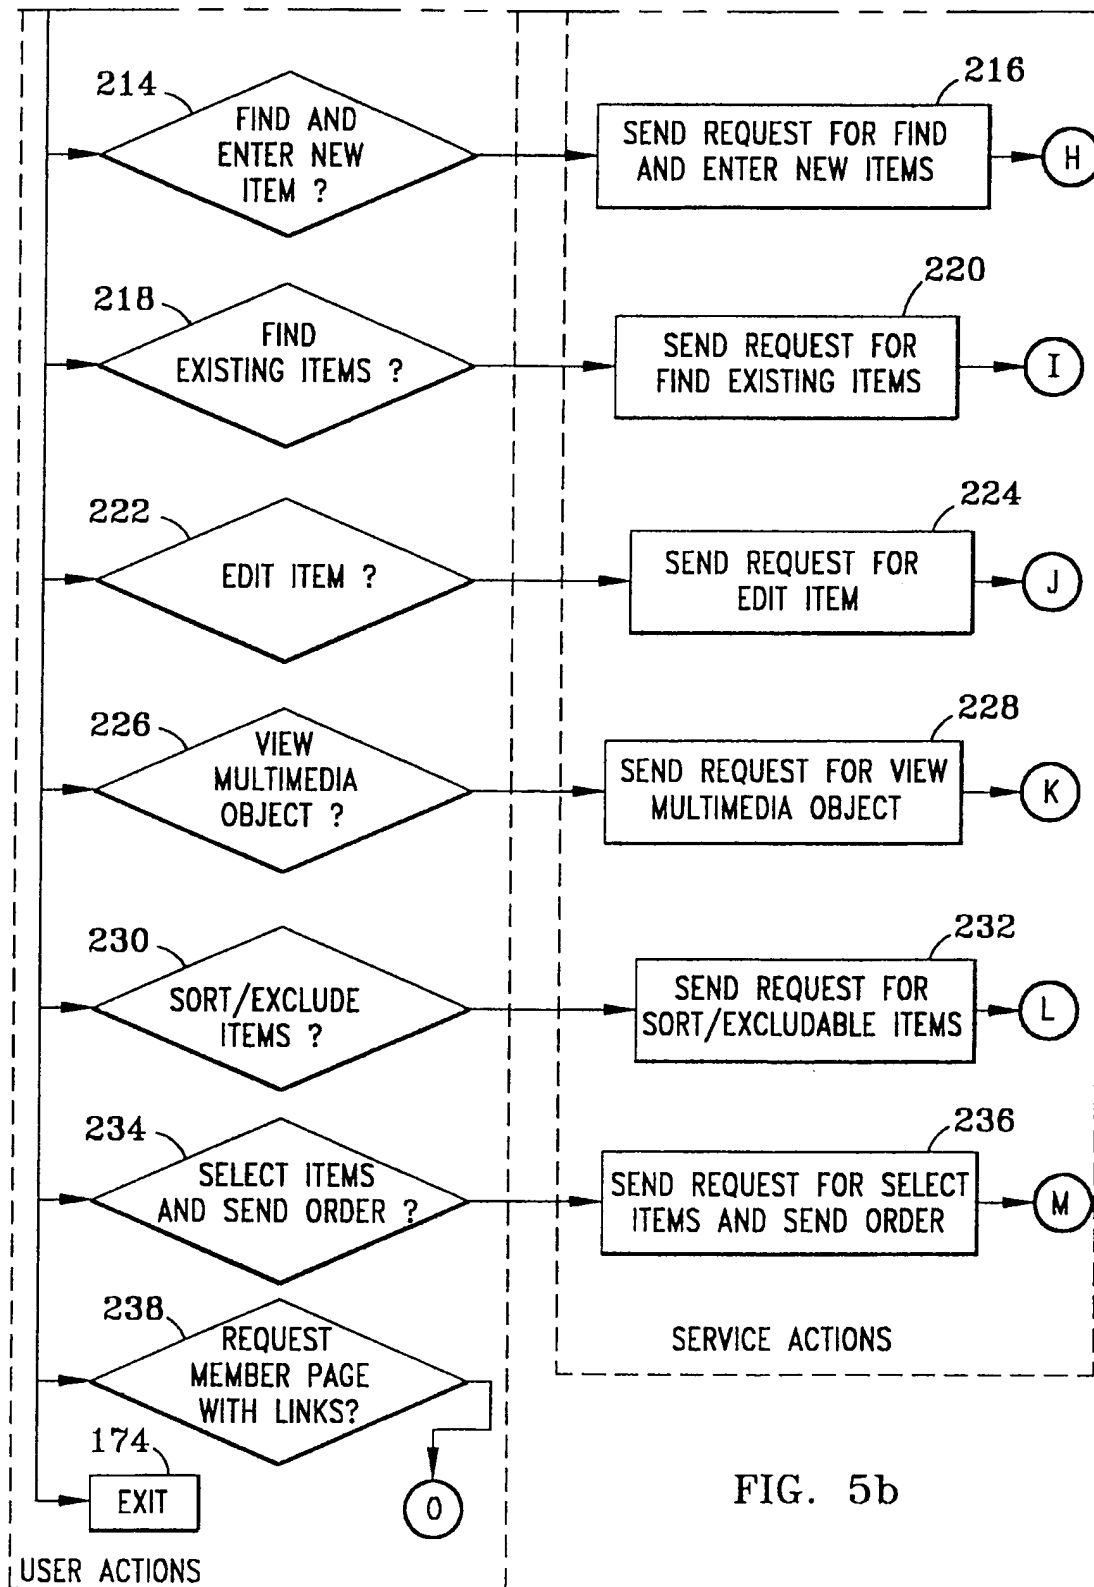 214
FIND AND
ENTER NEW
ITEM ?
216
SEND REQUEST FOR FIND
AND ENTER NEW ITEMS
H
218
FIND
EXISTING ITEMS ?
220
SEND REQUEST FOR
FIND EXISTING ITEMS
I
222
EDIT ITEM ?
224
SEND REQUEST FOR
EDIT ITEM
J
226
VIEW
MULTIMEDIA
OBJECT ?
228
SEND REQUEST FOR VIEW
MULTIMEDIA OBJECT
K
230
SORT/EXCLUDE
ITEMS ?
232
SEND REQUEST FOR
SORT/EXCLUDABLE ITEMS
L
234
SELECT ITEMS
AND SEND ORDER ?
236
SEND REQUEST FOR SELECT
ITEMS AND SEND ORDER
M
238
REQUEST
MEMBER PAGE
WITH LINKS?
SERVICE ACTIONS
174
EXIT
O
FIG. 5b
USER ACTIONS